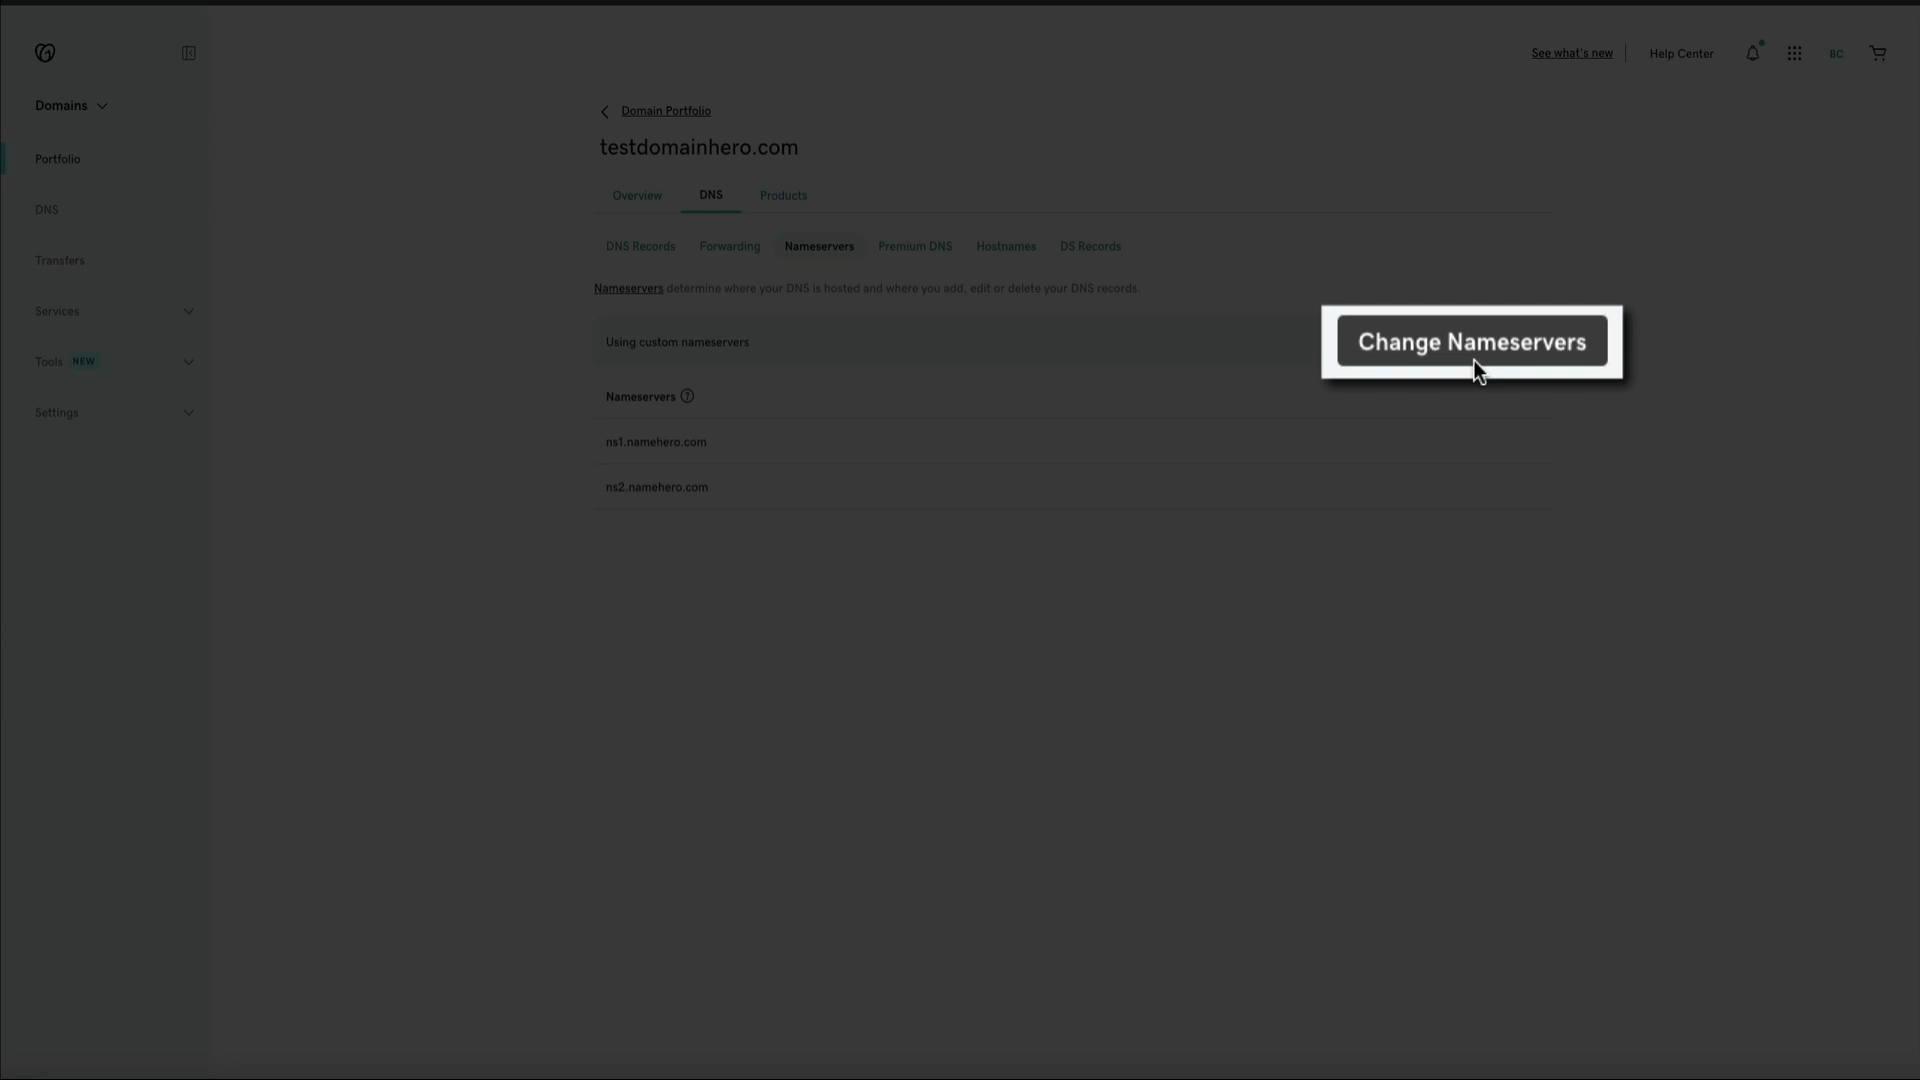 See what's new
Help Center
BC
Domains
Portfolio
DNS
Transfers
Services
Tools NEW
Settings
Domain Portfolio
testdomainhero.com
Overview DNS Products
DNS Records Forwarding Nameservers Premium DNS Hostnames DS Records
Nameservers determine where your DNS is hosted and where you add, edit or delete your DNS records.
Using custom nameservers
Change Nameservers
Nameservers ?
ns1.namehero.com
ns2.namehero.com